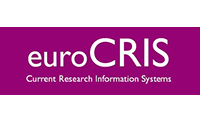 euroCRIS
Current Research Information Systems